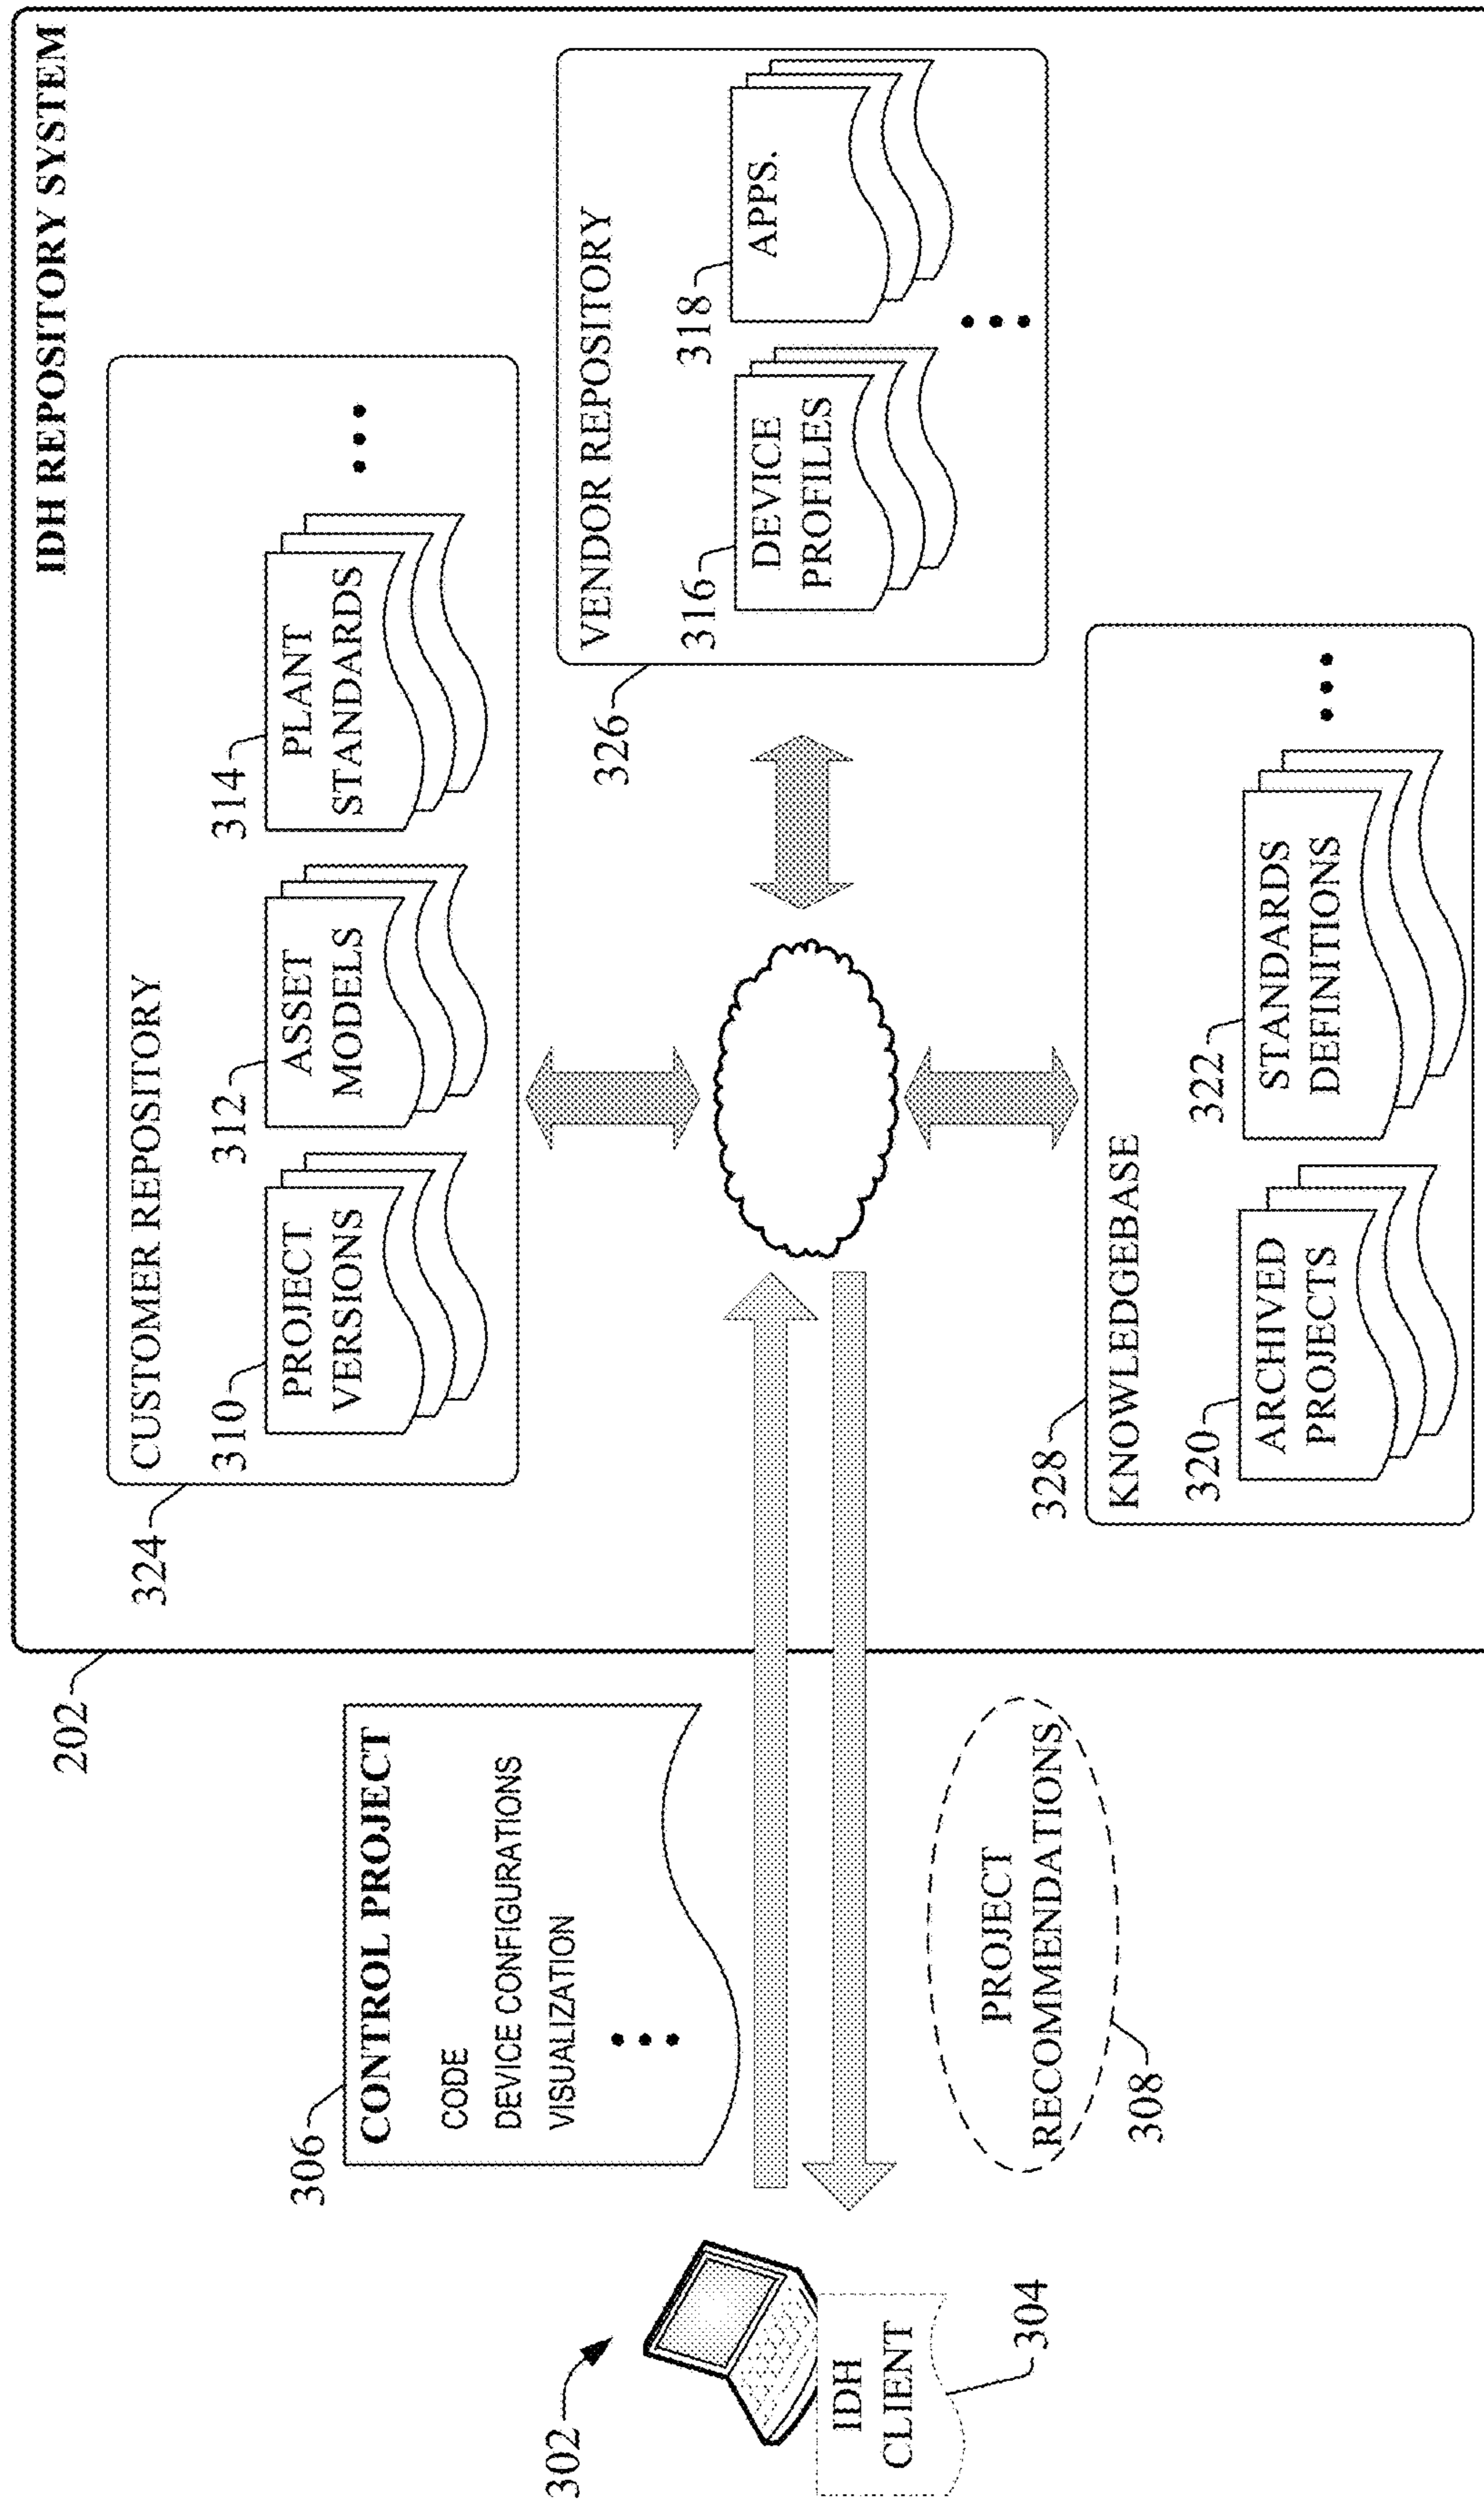 IDH REPOSITORY SYSTEM
202
324
CUSTOMER REPOSITORY
310
PROJECT
VERSIONS
312
ASSET
MODELS
314
PLANT
STANDARDS
326
VENDOR REPOSITORY
316
DEVICE
PROFILES
318
APPS.
328
KNOWLEDGEBASE
320
ARCHIVED
PROJECTS
322
STANDARDS
DEFINITIONS
306
CONTROL PROJECT
CODE
DEVICE CONFIGURATIONS
VISUALIZATION
302
IDH
CLIENT
304
PROJECT
RECOMMENDATIONS
308